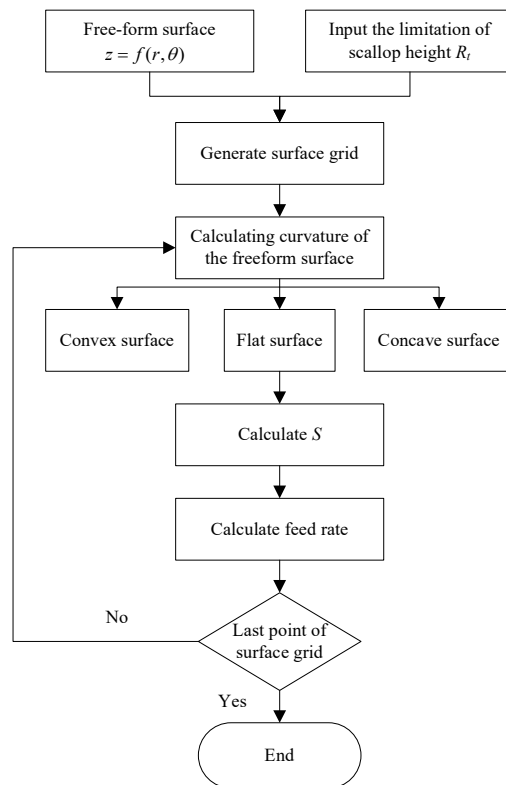 Free-form surface
z = f(r,θ)
Input the limitation of
scallop height Rt
Generate surface grid
Calculating curvature of
the freeform surface
Convex surface
Flat surface
Concave surface
Calculate S
Calculate feed rate
No
Last point of
surface grid
Yes
End